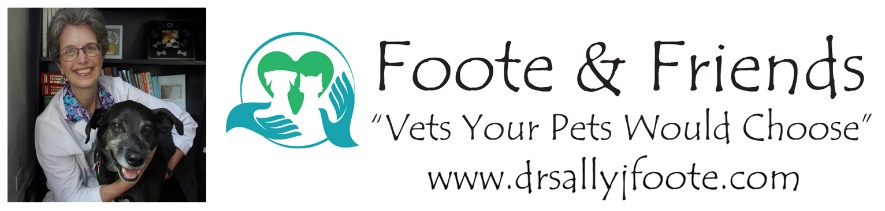 Foote & Friends
“Vets Your Pets Would Choose”
www.drsallyjfoote.com